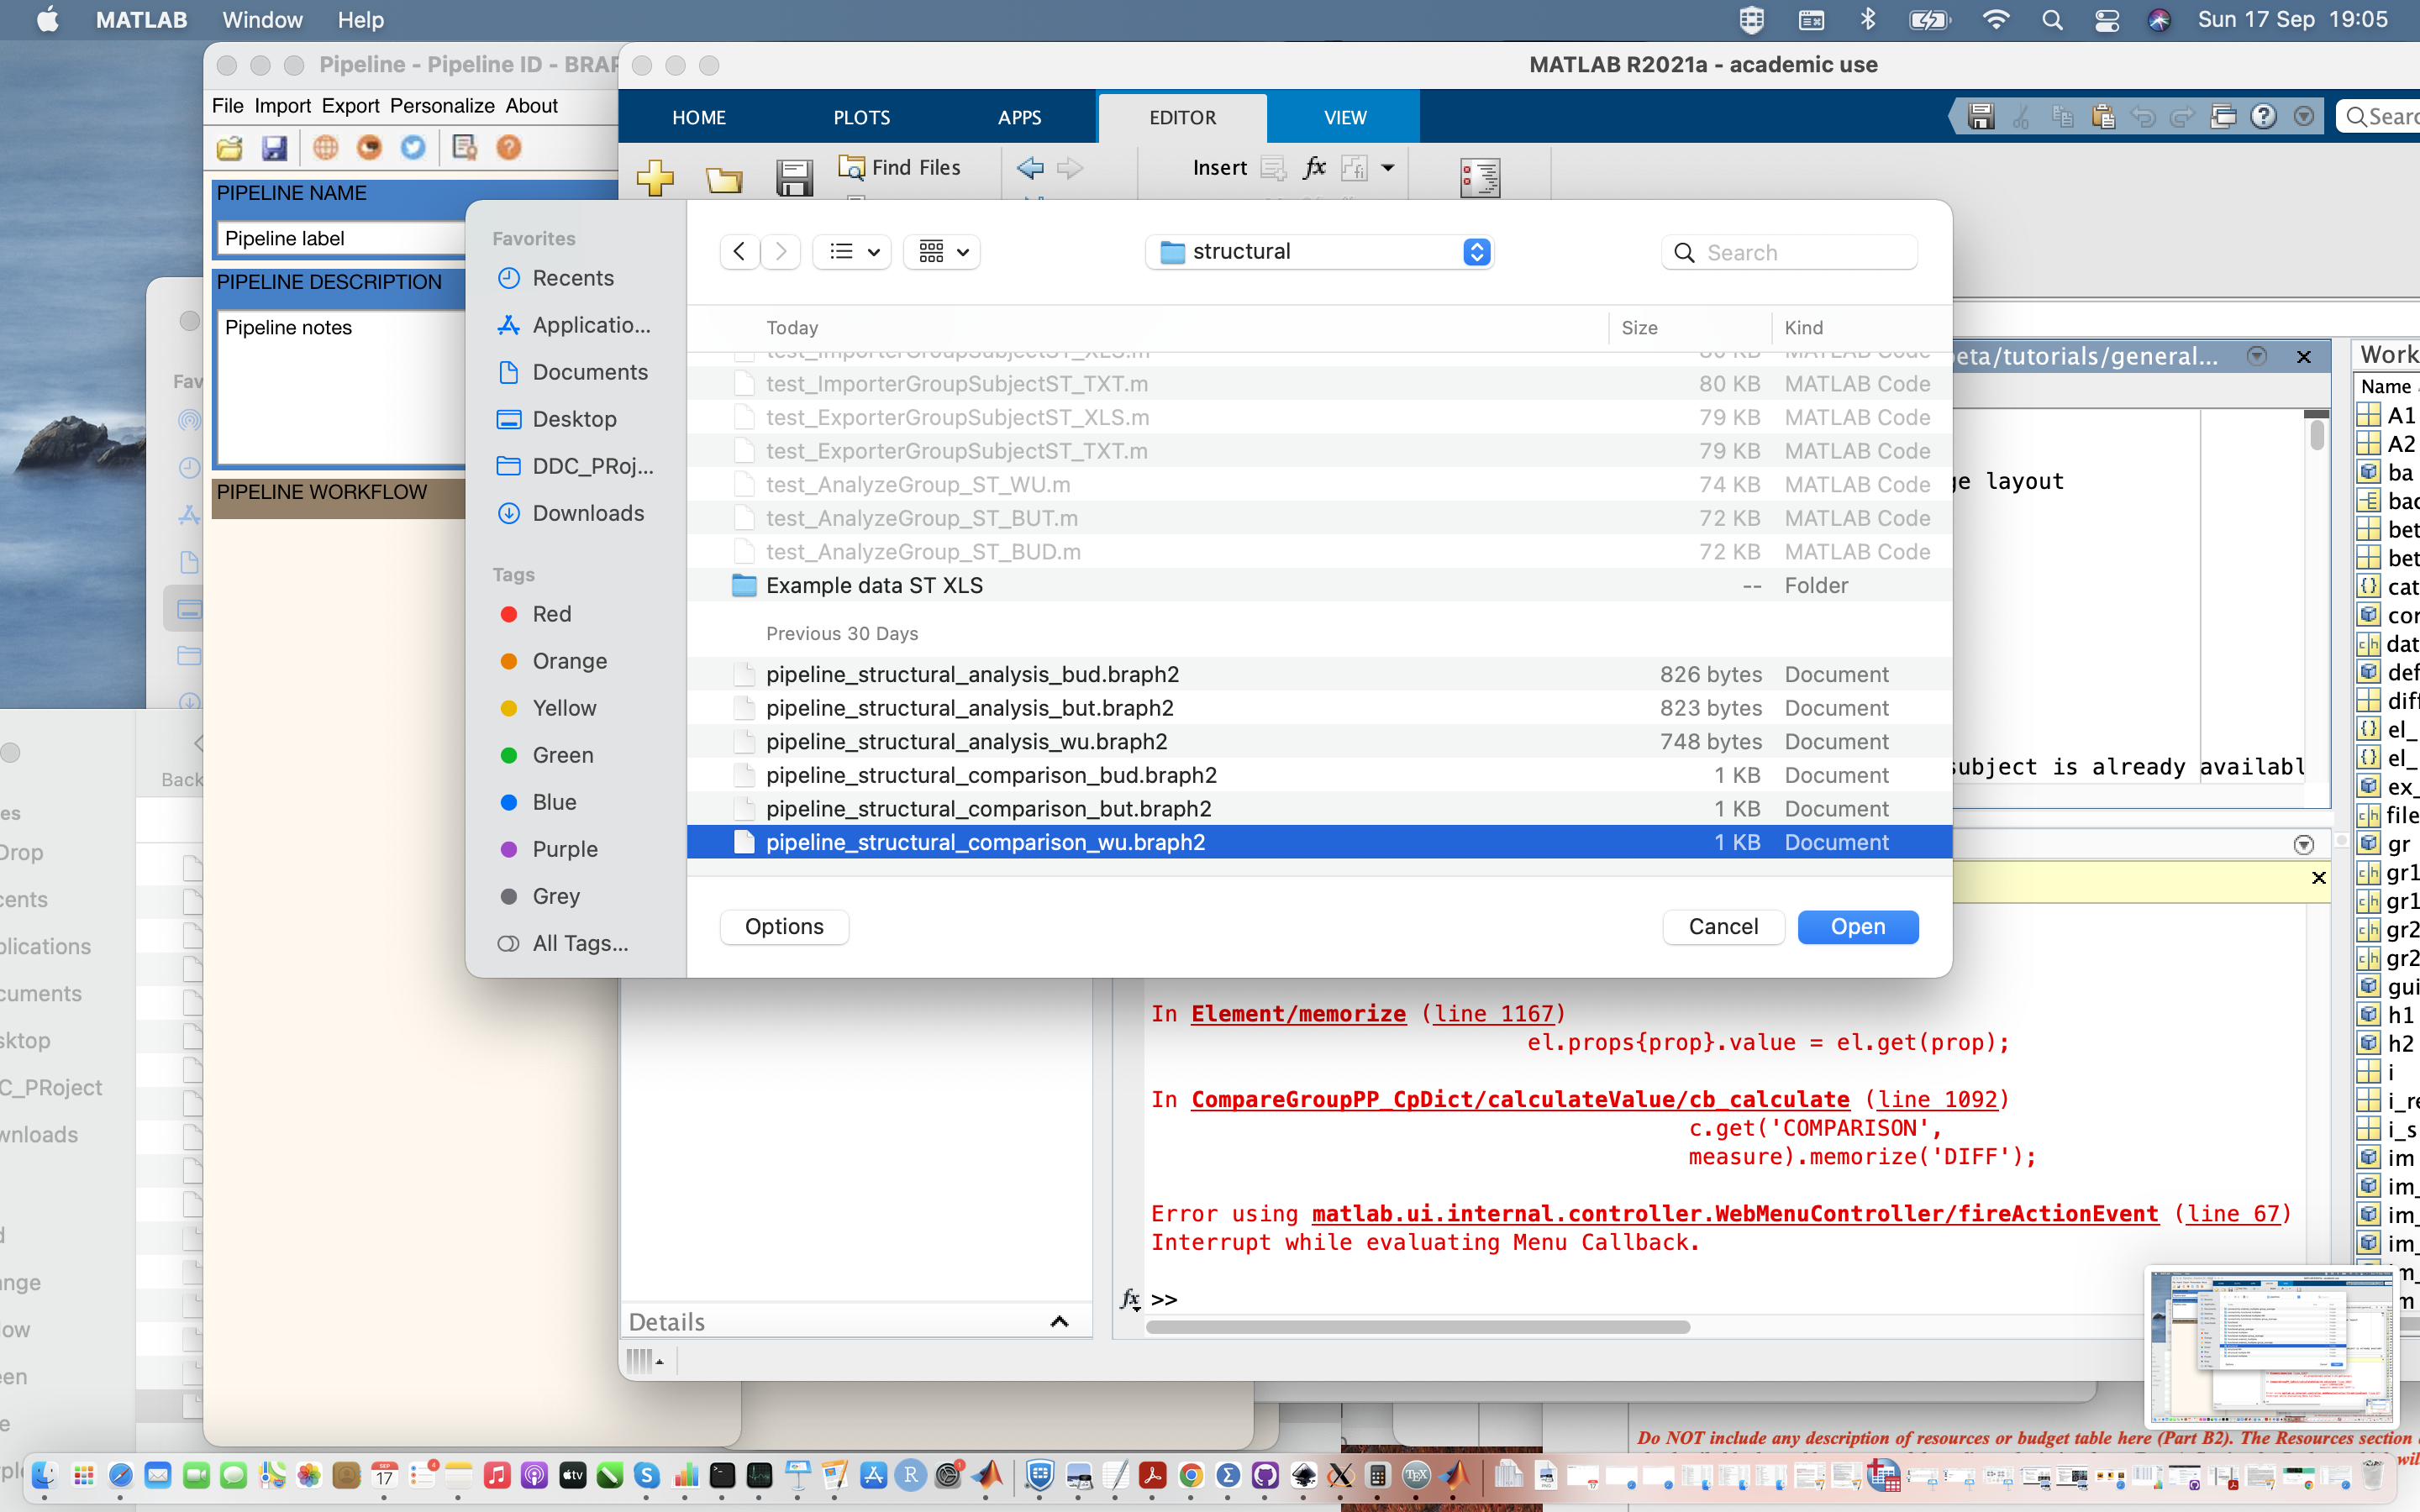 MATLAB Window Help Sun 17 Sep 19:05
Pipeline - Pipeline ID - BRAP
MATLAB R2021a - academic use
File Import Export Personalize About
HOME PLOTS APPS EDITOR VIEW
Find Files
Insert
PIPELINE NAME
Pipeline label
PIPELINE DESCRIPTION
Pipeline notes
PIPELINE WORKFLOW
Favorites
Recents
Applicatio...
Documents
Desktop
DDC_PRoj...
Downloads
Tags
Red
Orange
Yellow
Green
Blue
Purple
Grey
All Tags...
structural
Search
Today Size Kind
test_ImporterGroupSubjectST_XLS.m 80 KB MATLAB Code
test_ImporterGroupSubjectST_TXT.m 80 KB MATLAB Code
test_ExporterGroupSubjectST_XLS.m 79 KB MATLAB Code
test_ExporterGroupSubjectST_TXT.m 79 KB MATLAB Code
test_AnalyzeGroup_ST_WU.m 74 KB MATLAB Code
test_AnalyzeGroup_ST_BUT.m 72 KB MATLAB Code
test_AnalyzeGroup_ST_BUD.m 72 KB MATLAB Code
Example data ST XLS -- Folder
Previous 30 Days
pipeline_structural_analysis_bud.braph2 826 bytes Document
pipeline_structural_analysis_but.braph2 823 bytes Document
pipeline_structural_analysis_wu.braph2 748 bytes Document
pipeline_structural_comparison_bud.braph2 1 KB Document
pipeline_structural_comparison_but.braph2 1 KB Document
pipeline_structural_comparison_wu.braph2 1 KB Document
Options Cancel Open
eta/tutorials/general...
ge layout
subject is already availabl
In Element/memorize (line 1167)
el.props{prop}.value = el.get(prop);
In CompareGroupPP_CpDict/calculateValue/cb_calculate (line 1092)
c.get('COMPARISON',
measure).memorize('DIFF');
Error using matlab.ui.internal.controller.WebMenuController/fireActionEvent (line 67)
Interrupt while evaluating Menu Callback.
fx >>
Details
Work
Name
A1
A2
ba
bac
bet
bet
cat
cor
dat
def
diff
el_
el_
ex_
file
gr
gr1
gr1
gr2
gr2
gui
h1
h2
i
i_re
i_s
im
im_
im_
im_
Fav
Back
es
Drop
cents
plications
cuments
sktop
C_PRoject
wnloads
d
ange
low
een
e
rple
Do NOT include any description of resources or budget table here (Part B2). The Resources section